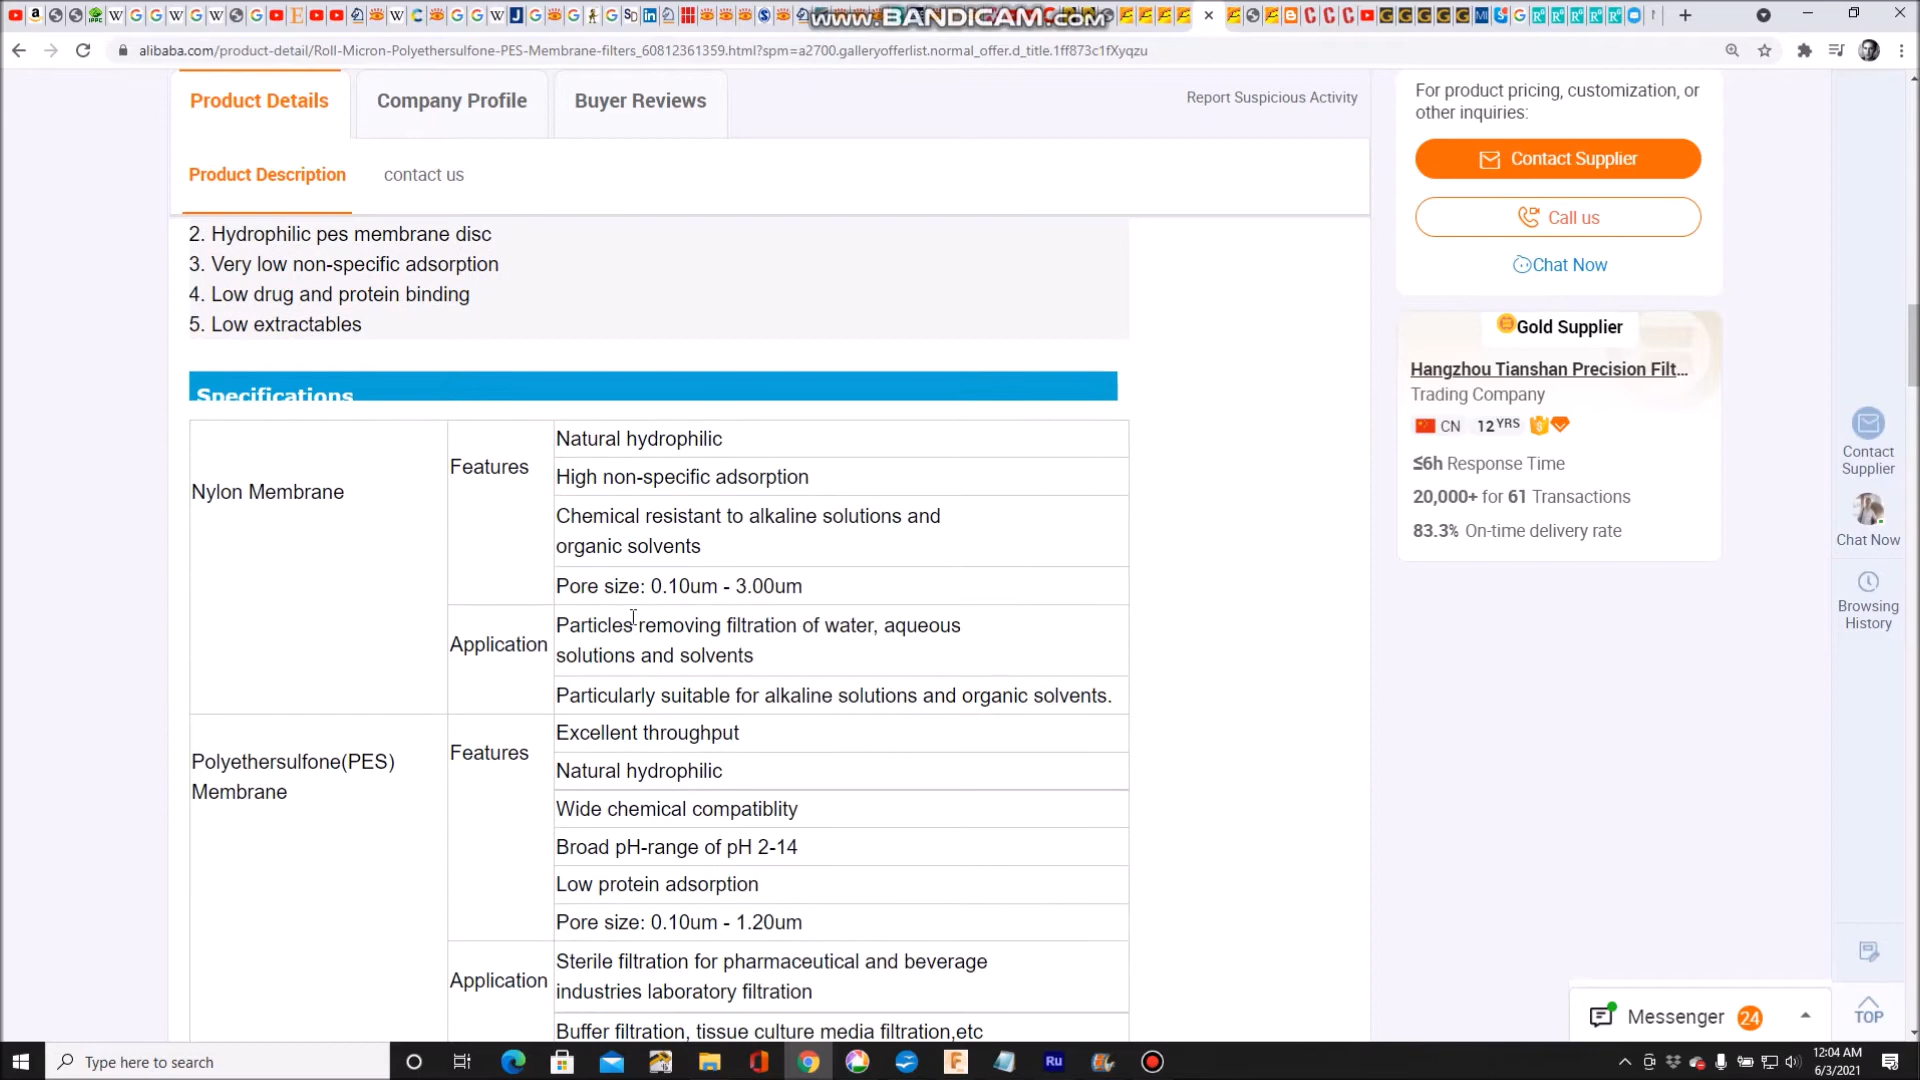 www.BANDICAM.com
alibaba.com/product-detail/Roll-Micron-Polyethersulfone-PES-Membrane-filters_60812361359.html?spm=a2700.galleryofferlist.normal_offer.d_title.1ff873c1fXyqzu
Product Details
Company Profile
Buyer Reviews
Report Suspicious Activity
Product Description
contact us
2. Hydrophilic pes membrane disc
3. Very low non-specific adsorption
4. Low drug and protein binding
5. Low extractables
Specifications
Nylon Membrane
Features
Natural hydrophilic
High non-specific adsorption
Chemical resistant to alkaline solutions and
organic solvents
Pore size: 0.10um - 3.00um
Application
Particles removing filtration of water, aqueous
solutions and solvents
Particularly suitable for alkaline solutions and organic solvents.
Polyethersulfone(PES)
Membrane
Features
Excellent throughput
Natural hydrophilic
Wide chemical compatiblity
Broad pH-range of pH 2-14
Low protein adsorption
Pore size: 0.10um - 1.20um
Application
Sterile filtration for pharmaceutical and beverage
industries laboratory filtration
Buffer filtration, tissue culture media filtration,etc
For product pricing, customization, or
other inquiries:
Contact Supplier
Call us
Chat Now
Gold Supplier
Hangzhou Tianshan Precision Filt...
Trading Company
CN 12 YRS
≤6h Response Time
20,000+ for 61 Transactions
83.3% On-time delivery rate
Contact
Supplier
Chat Now
Browsing
History
TOP
Messenger 24
Type here to search
Ru
12:04 AM
6/3/2021